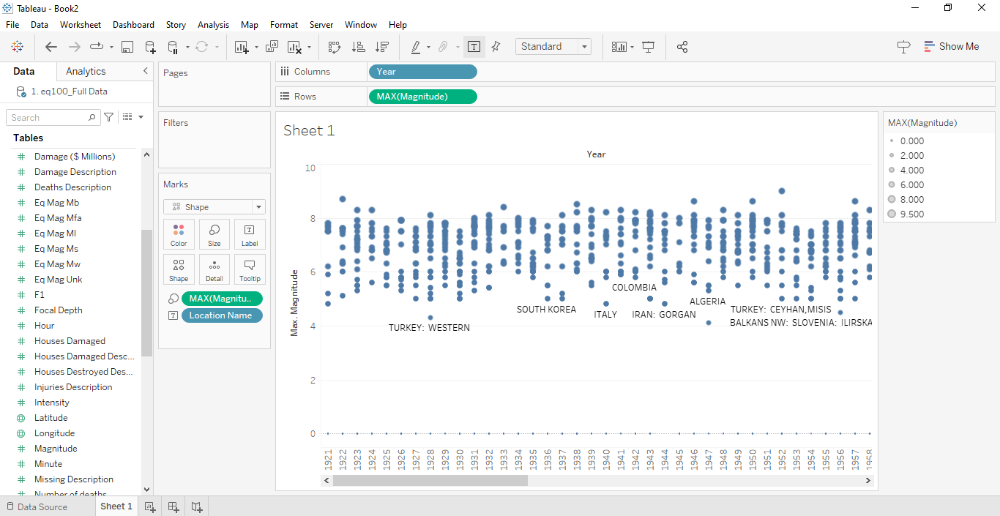 Tableau - Book2
File Data Worksheet Dashboard Story Analysis Map Format Server Window Help
Standard
Show Me
Data Analytics
1. eq100_Full Data
Search
Tables
Damage ($ Millions)
Damage Description
Deaths Description
Eq Mag Mb
Eq Mag Mfa
Eq Mag Ml
Eq Mag Ms
Eq Mag Mw
Eq Mag Unk
F1
Focal Depth
Hour
Houses Damaged
Houses Damaged Desc...
Houses Destroyed Des...
Injuries Description
Intensity
Latitude
Longitude
Magnitude
Minute
Missing Description
Number of deaths
Pages
Filters
Marks
Shape
Color Size Label
Shape Detail Tooltip
MAX(Magnitu..
Location Name
Columns Year
Rows MAX(Magnitude)
Sheet 1
Year
Max. Magnitude
10
8
6
4
2
0
COLOMBIA
ALGERIA
SOUTH KOREA
TURKEY: CEYHAN,MISIS
ITALY
IRAN: GORGAN
BALKANS NW: SLOVENIA: ILIRSKA
TURKEY: WESTERN
1921 1922 1923 1924 1925 1926 1927 1928 1929 1930 1931 1932 1933 1934 1935 1936 1937 1938 1939 1940 1941 1942 1943 1944 1945 1946 1947 1948 1949 1950 1951 1952 1953 1954 1955 1956 1957 1958
MAX(Magnitude)
0.000
2.000
4.000
6.000
8.000
9.500
Data Source Sheet 1